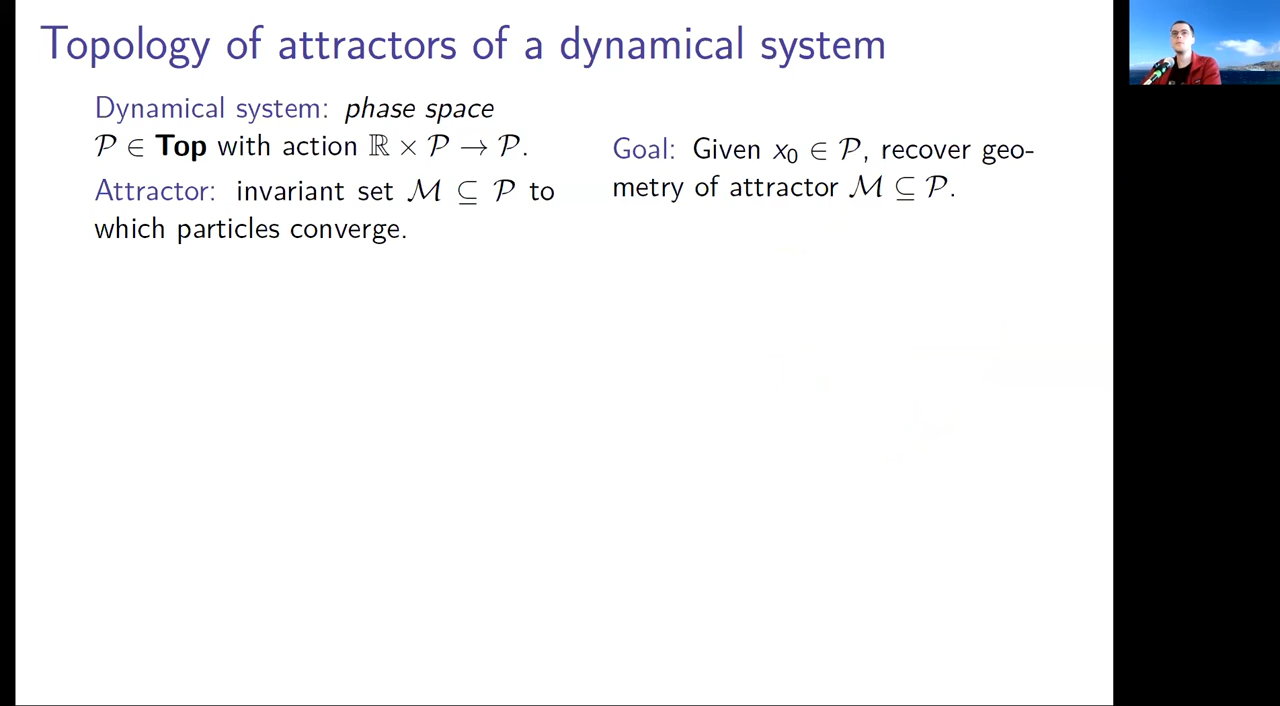 Topology of attractors of a dynamical system
Dynamical system: phase space
𝒫 ∈ Top with action ℝ × 𝒫 → 𝒫.
Attractor: invariant set ℳ ⊆ 𝒫 to
which particles converge.
Goal: Given x₀ ∈ 𝒫, recover geo-
metry of attractor ℳ ⊆ 𝒫.